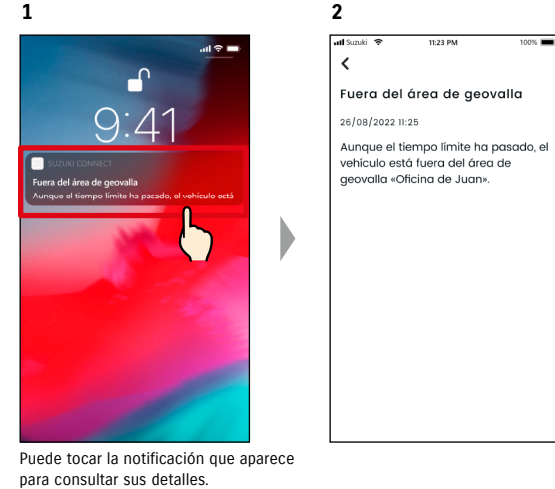 1
9:41
SUZUKI CONNECT
Fuera del área de geovalla
Aunque el tiempo límite ha pasado, el vehículo está
Puede tocar la notificación que aparece
para consultar sus detalles.
2
Suzuki 11:23 PM 100%
Fuera del área de geovalla
26/08/2022 11:25
Aunque el tiempo límite ha pasado, el
vehículo está fuera del área de
geovalla «Oficina de Juan».